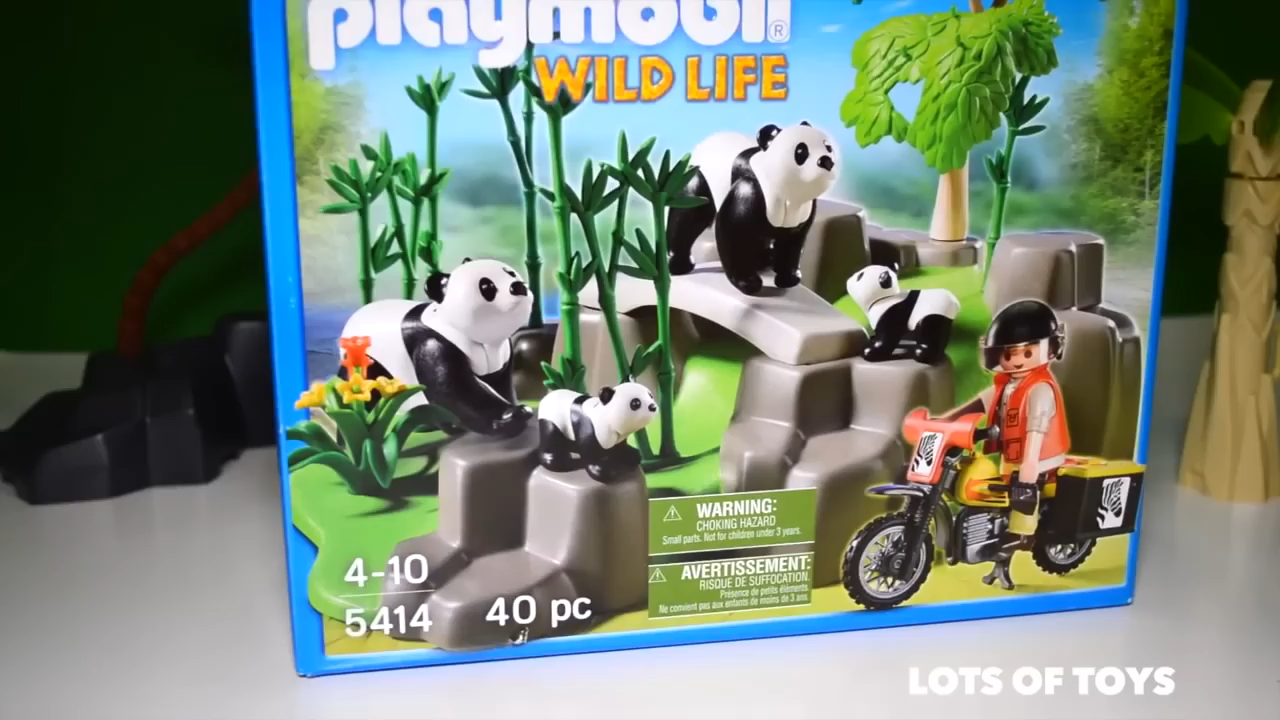 playmobil®
WILD LIFE
WARNING:
CHOKING HAZARD
Small parts. Not for children under 3 years.
AVERTISSEMENT:
RISQUE DE SUFFOCATION.
Présence de petits éléments.
Ne convient pas aux enfants de moins de 3 ans.
4-10
5414
40 pc
LOTS OF TOYS